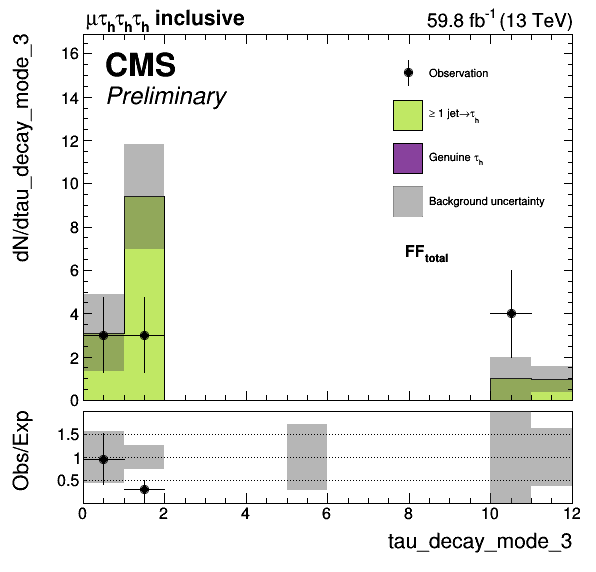 μτhτhτh inclusive
59.8 fb-1 (13 TeV)
CMS
Preliminary
Observation
≥ 1 jet→τh
Genuine τh
Background uncertainty
FFtotal
dN/dtau_decay_mode_3
16
14
12
10
8
6
4
2
0
Obs/Exp
1.5
1
0.5
0 2 4 6 8 10 12
tau_decay_mode_3